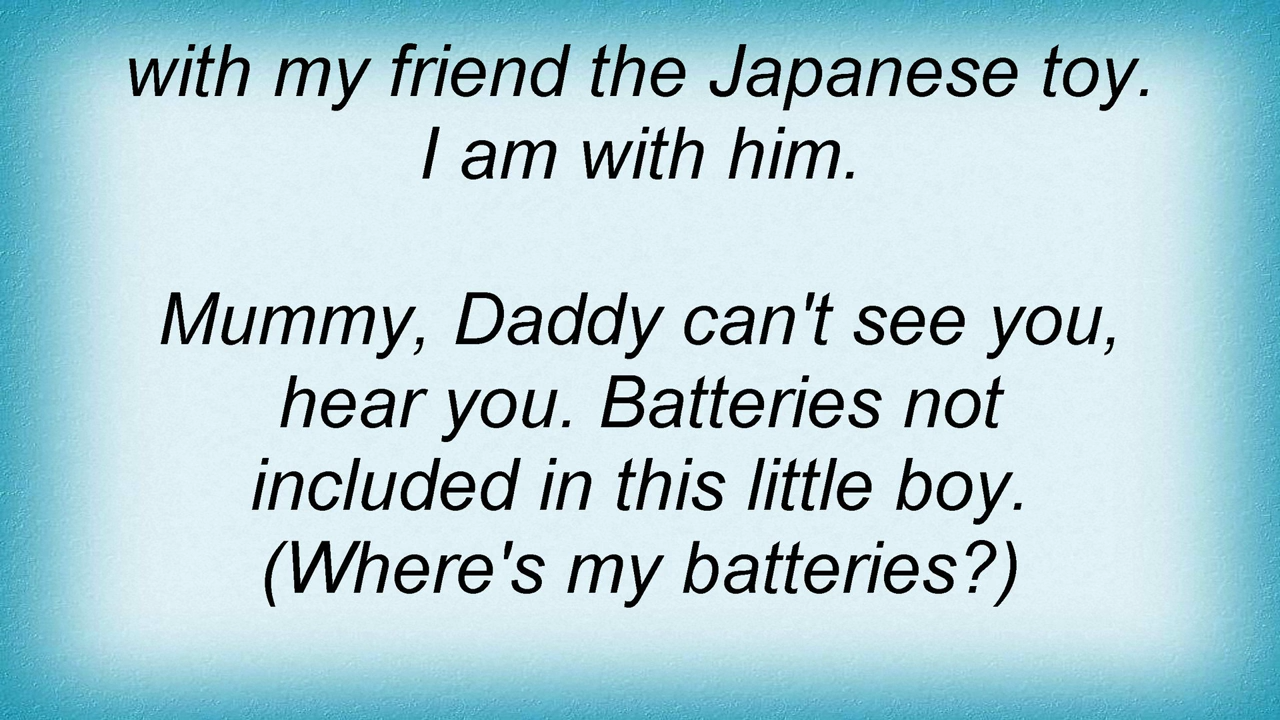 with my friend the Japanese toy.
I am with him.
Mummy, Daddy can't see you,
hear you. Batteries not
included in this little boy.
(Where's my batteries?)